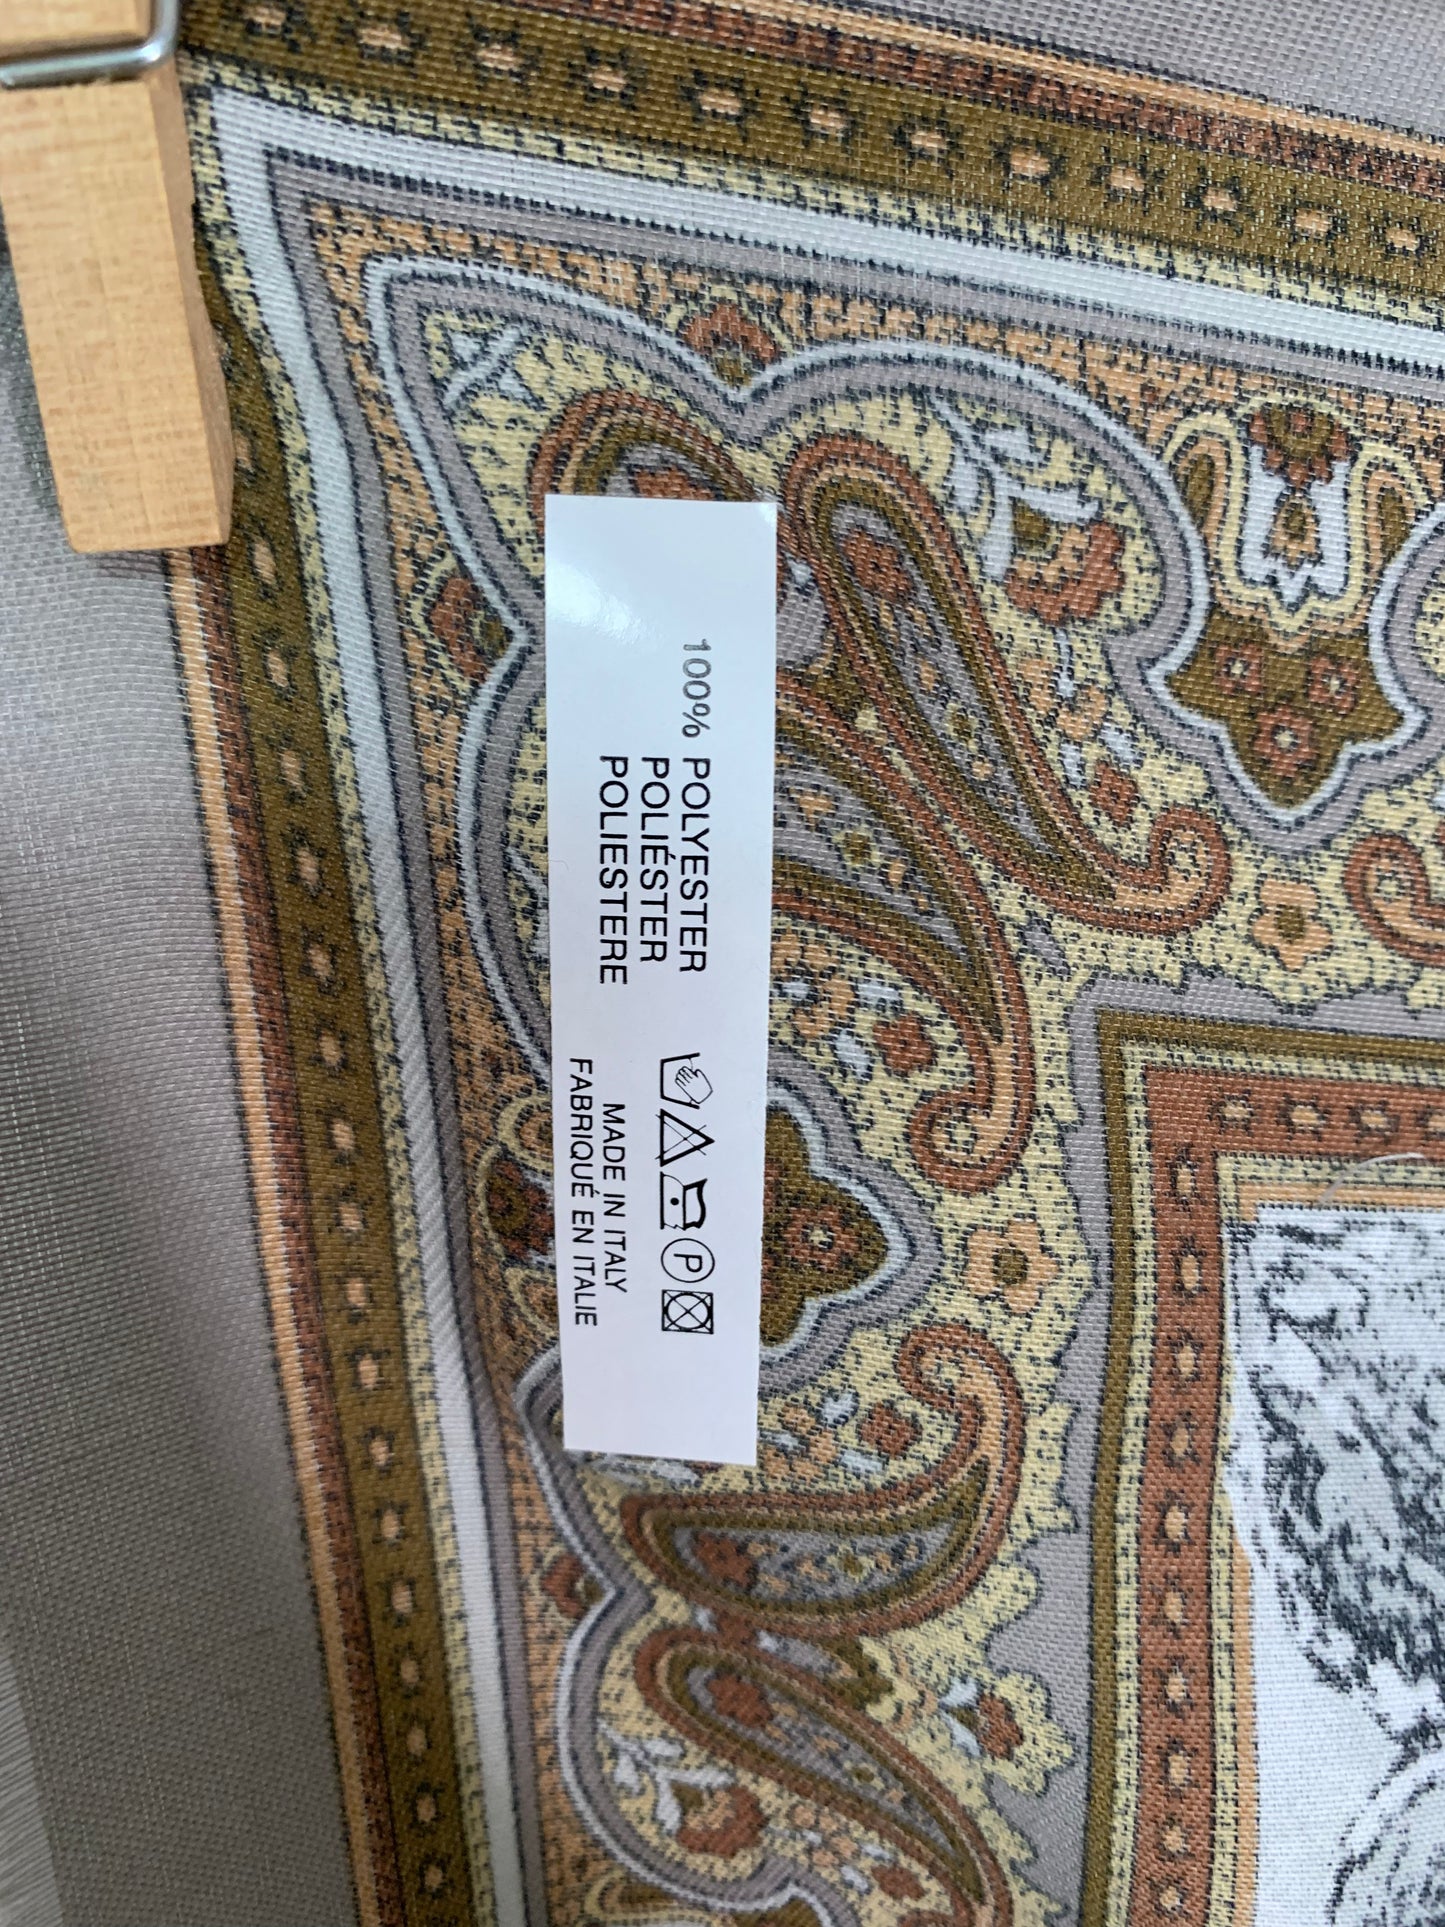 100% POLYESTER
POLIÉSTER
POLIESTERE
P
MADE IN ITALY
FABRIQUÉ EN ITALIE